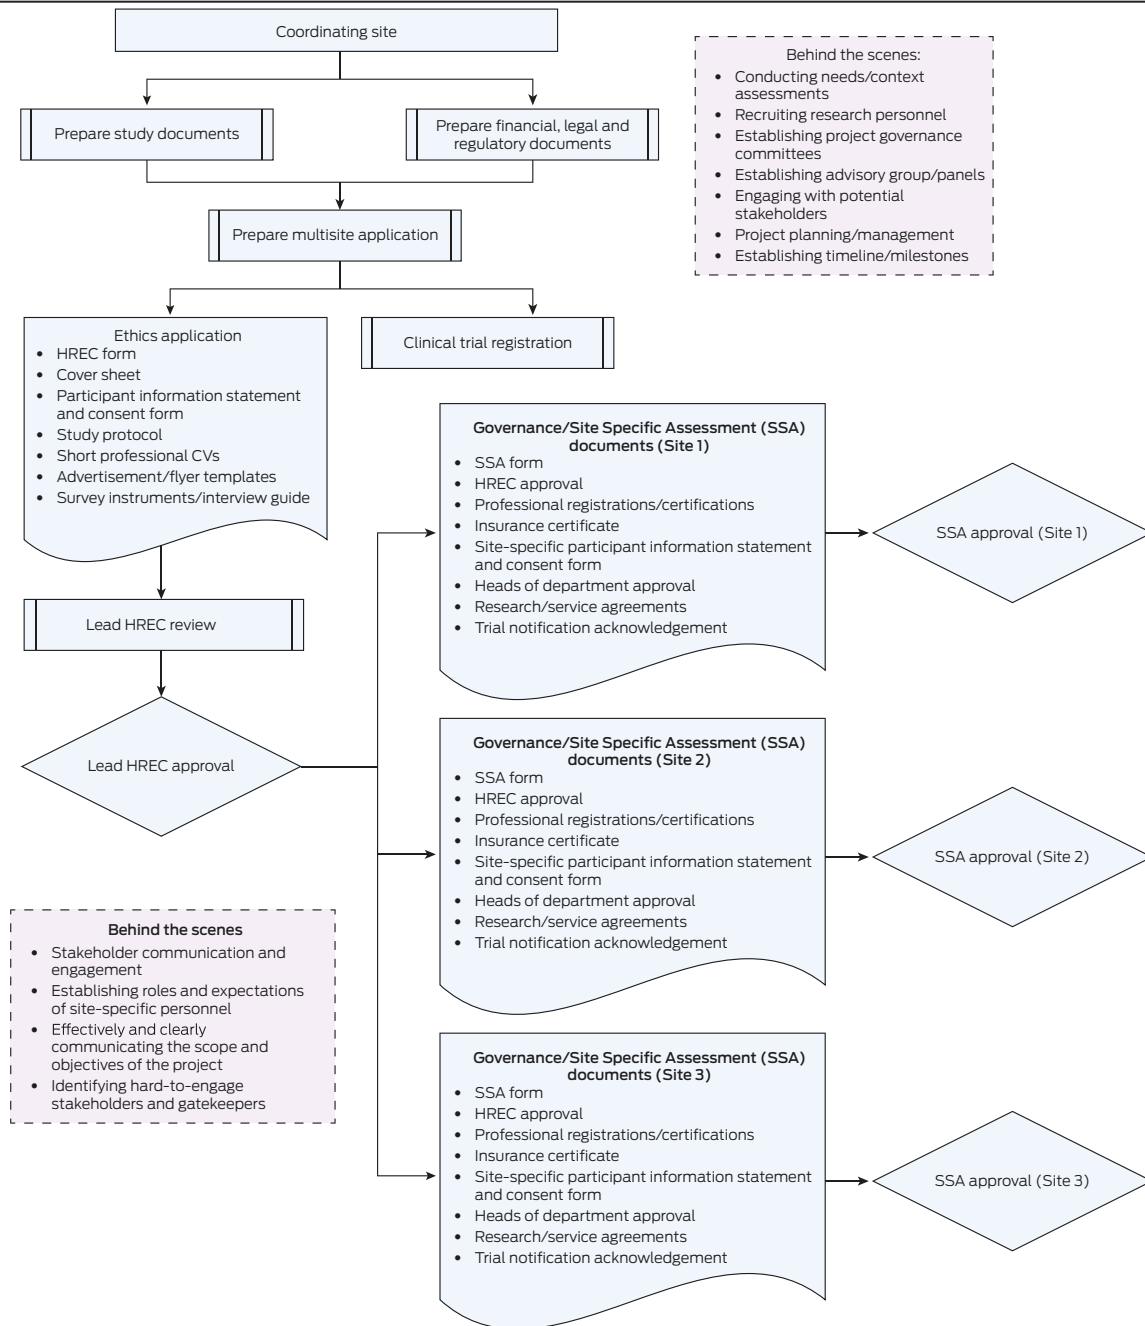 Coordinating site
Behind the scenes:
• Conducting needs/context
assessments
• Recruiting research personnel
• Establishing project governance
committees
• Establishing advisory group/panels
• Engaging with potential
stakeholders
• Project planning/management
• Establishing timeline/milestones
Prepare study documents
Prepare financial, legal and
regulatory documents
Prepare multisite application
Ethics application
• HREC form
• Cover sheet
• Participant information statement
and consent form
• Study protocol
• Short professional CVs
• Advertisement/flyer templates
• Survey instruments/interview guide
Clinical trial registration
Lead HREC review
Lead HREC approval
Governance/Site Specific Assessment (SSA)
documents (Site 1)
• SSA form
• HREC approval
• Professional registrations/certifications
• Insurance certificate
• Site-specific participant information statement
and consent form
• Heads of department approval
• Research/service agreements
• Trial notification acknowledgement
SSA approval (Site 1)
Governance/Site Specific Assessment (SSA)
documents (Site 2)
• SSA form
• HREC approval
• Professional registrations/certifications
• Insurance certificate
• Site-specific participant information statement
and consent form
• Heads of department approval
• Research/service agreements
• Trial notification acknowledgement
SSA approval (Site 2)
Behind the scenes
• Stakeholder communication and
engagement
• Establishing roles and expectations
of site-specific personnel
• Effectively and clearly
communicating the scope and
objectives of the project
• Identifying hard-to-engage
stakeholders and gatekeepers
Governance/Site Specific Assessment (SSA)
documents (Site 3)
• SSA form
• HREC approval
• Professional registrations/certifications
• Insurance certificate
• Site-specific participant information statement
and consent form
• Heads of department approval
• Research/service agreements
• Trial notification acknowledgement
SSA approval (Site 3)